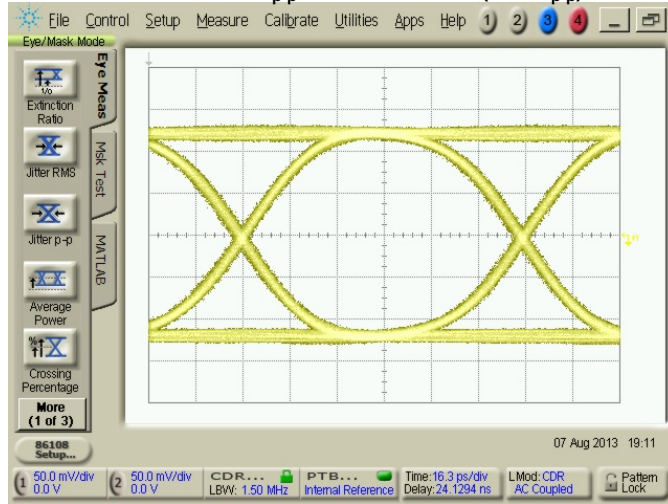 File Control Setup Measure Calibrate Utilities Apps Help 1 2 3 4
Eye/Mask Mode
Eye Meas
Msk Test
MATLAB
Extinction
Ratio
Jitter RMS
Jitter p-p
Average
Power
Crossing
Percentage
More
(1 of 3)
86108
Setup...
07 Aug 2013 19:11
1 50.0 mV/div
0.0 V
2 50.0 mV/div
0.0 V
CDR...
LBW: 1.50 MHz
PTB...
Internal Reference
Time:16.3 ps/div
Delay:24.1294 ns
LMod: CDR
AC Coupled
Pattern
Lock